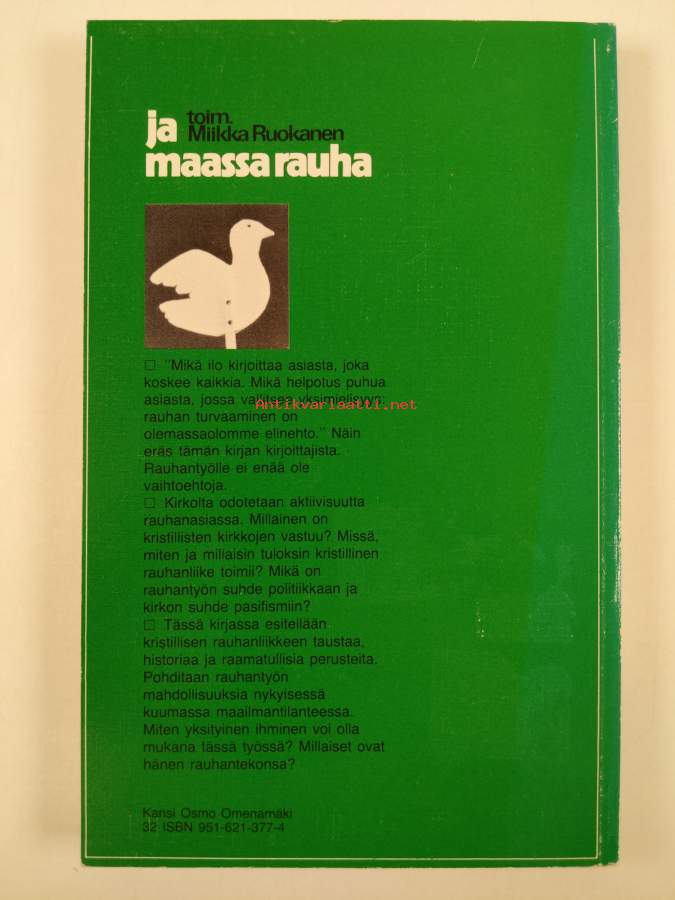 toim.
ja Miikka Ruokanen
maassa rauha
□ "Mikä ilo kirjoittaa asiasta, joka
koskee kaikkia. Mikä helpotus puhua
asiasta, jossa vallitsee yksimielisyys:
Antikvariaatti.net
rauhan turvaaminen on
olemassaolomme elinehto." Näin
eräs tämän kirjan kirjoittajista.
Rauhantyölle ei enää ole
vaihtoehtoja.
□ Kirkolta odotetaan aktiivisuutta
rauhanasiassa. Millainen on
kristillisten kirkkojen vastuu? Missä,
miten ja millaisin tuloksin kristillinen
rauhanliike toimii? Mikä on
rauhantyön suhde politiikkaan ja
kirkon suhde pasifismiin?
□ Tässä kirjassa esitellään
kristillisen rauhanliikkeen taustaa,
historiaa ja raamatullisia perusteita.
Pohditaan rauhantyön
mahdollisuuksia nykyisessä
kuumassa maailmantilanteessa.
Miten yksityinen ihminen voi olla
mukana tässä työssä? Millaiset ovat
hänen rauhantekonsa?
Kansi Osmo Omenamäki
32 ISBN 951-621-377-4